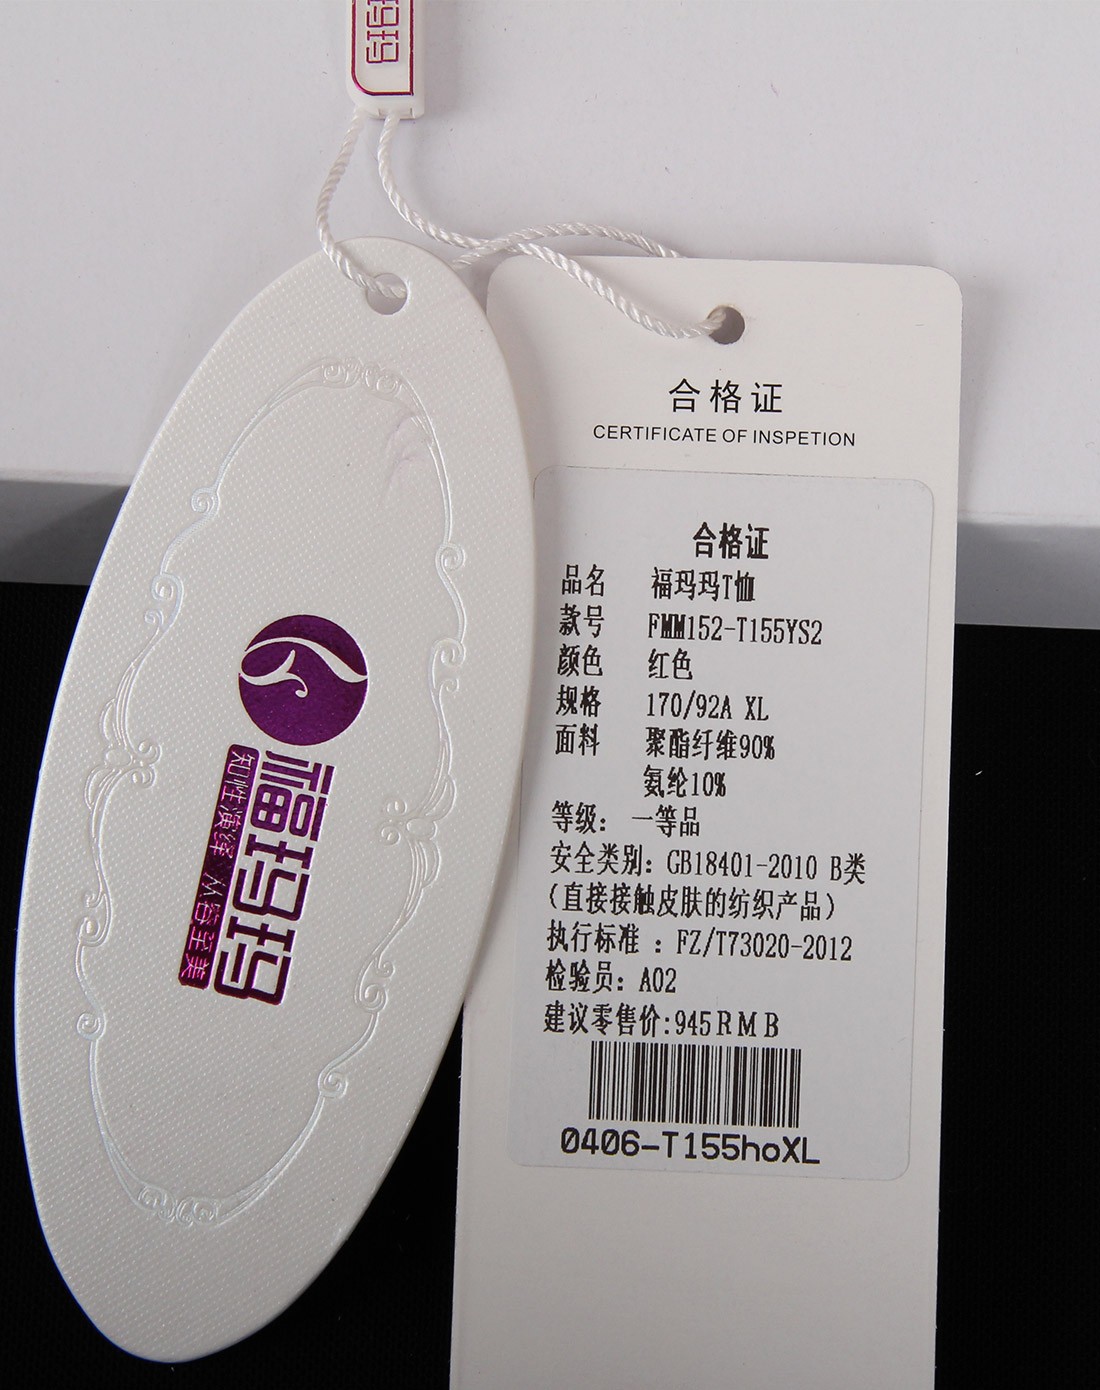 玛玛
合格证
CERTIFICATE OF INSPETION
合格证
品名 福玛玛T恤
款号 FMM152-T155YS2
颜色 红色
规格 170/92A XL
面料 聚酯纤维90%
氨纶10%
等级： 一等品
安全类别：GB18401-2010 B类
（直接接触皮肤的纺织产品）
执行标准 ：FZ/T73020-2012
检验员：A02
建议零售价:945RMB
0406-T155hoXL
福玛玛
知性演绎 从容至美